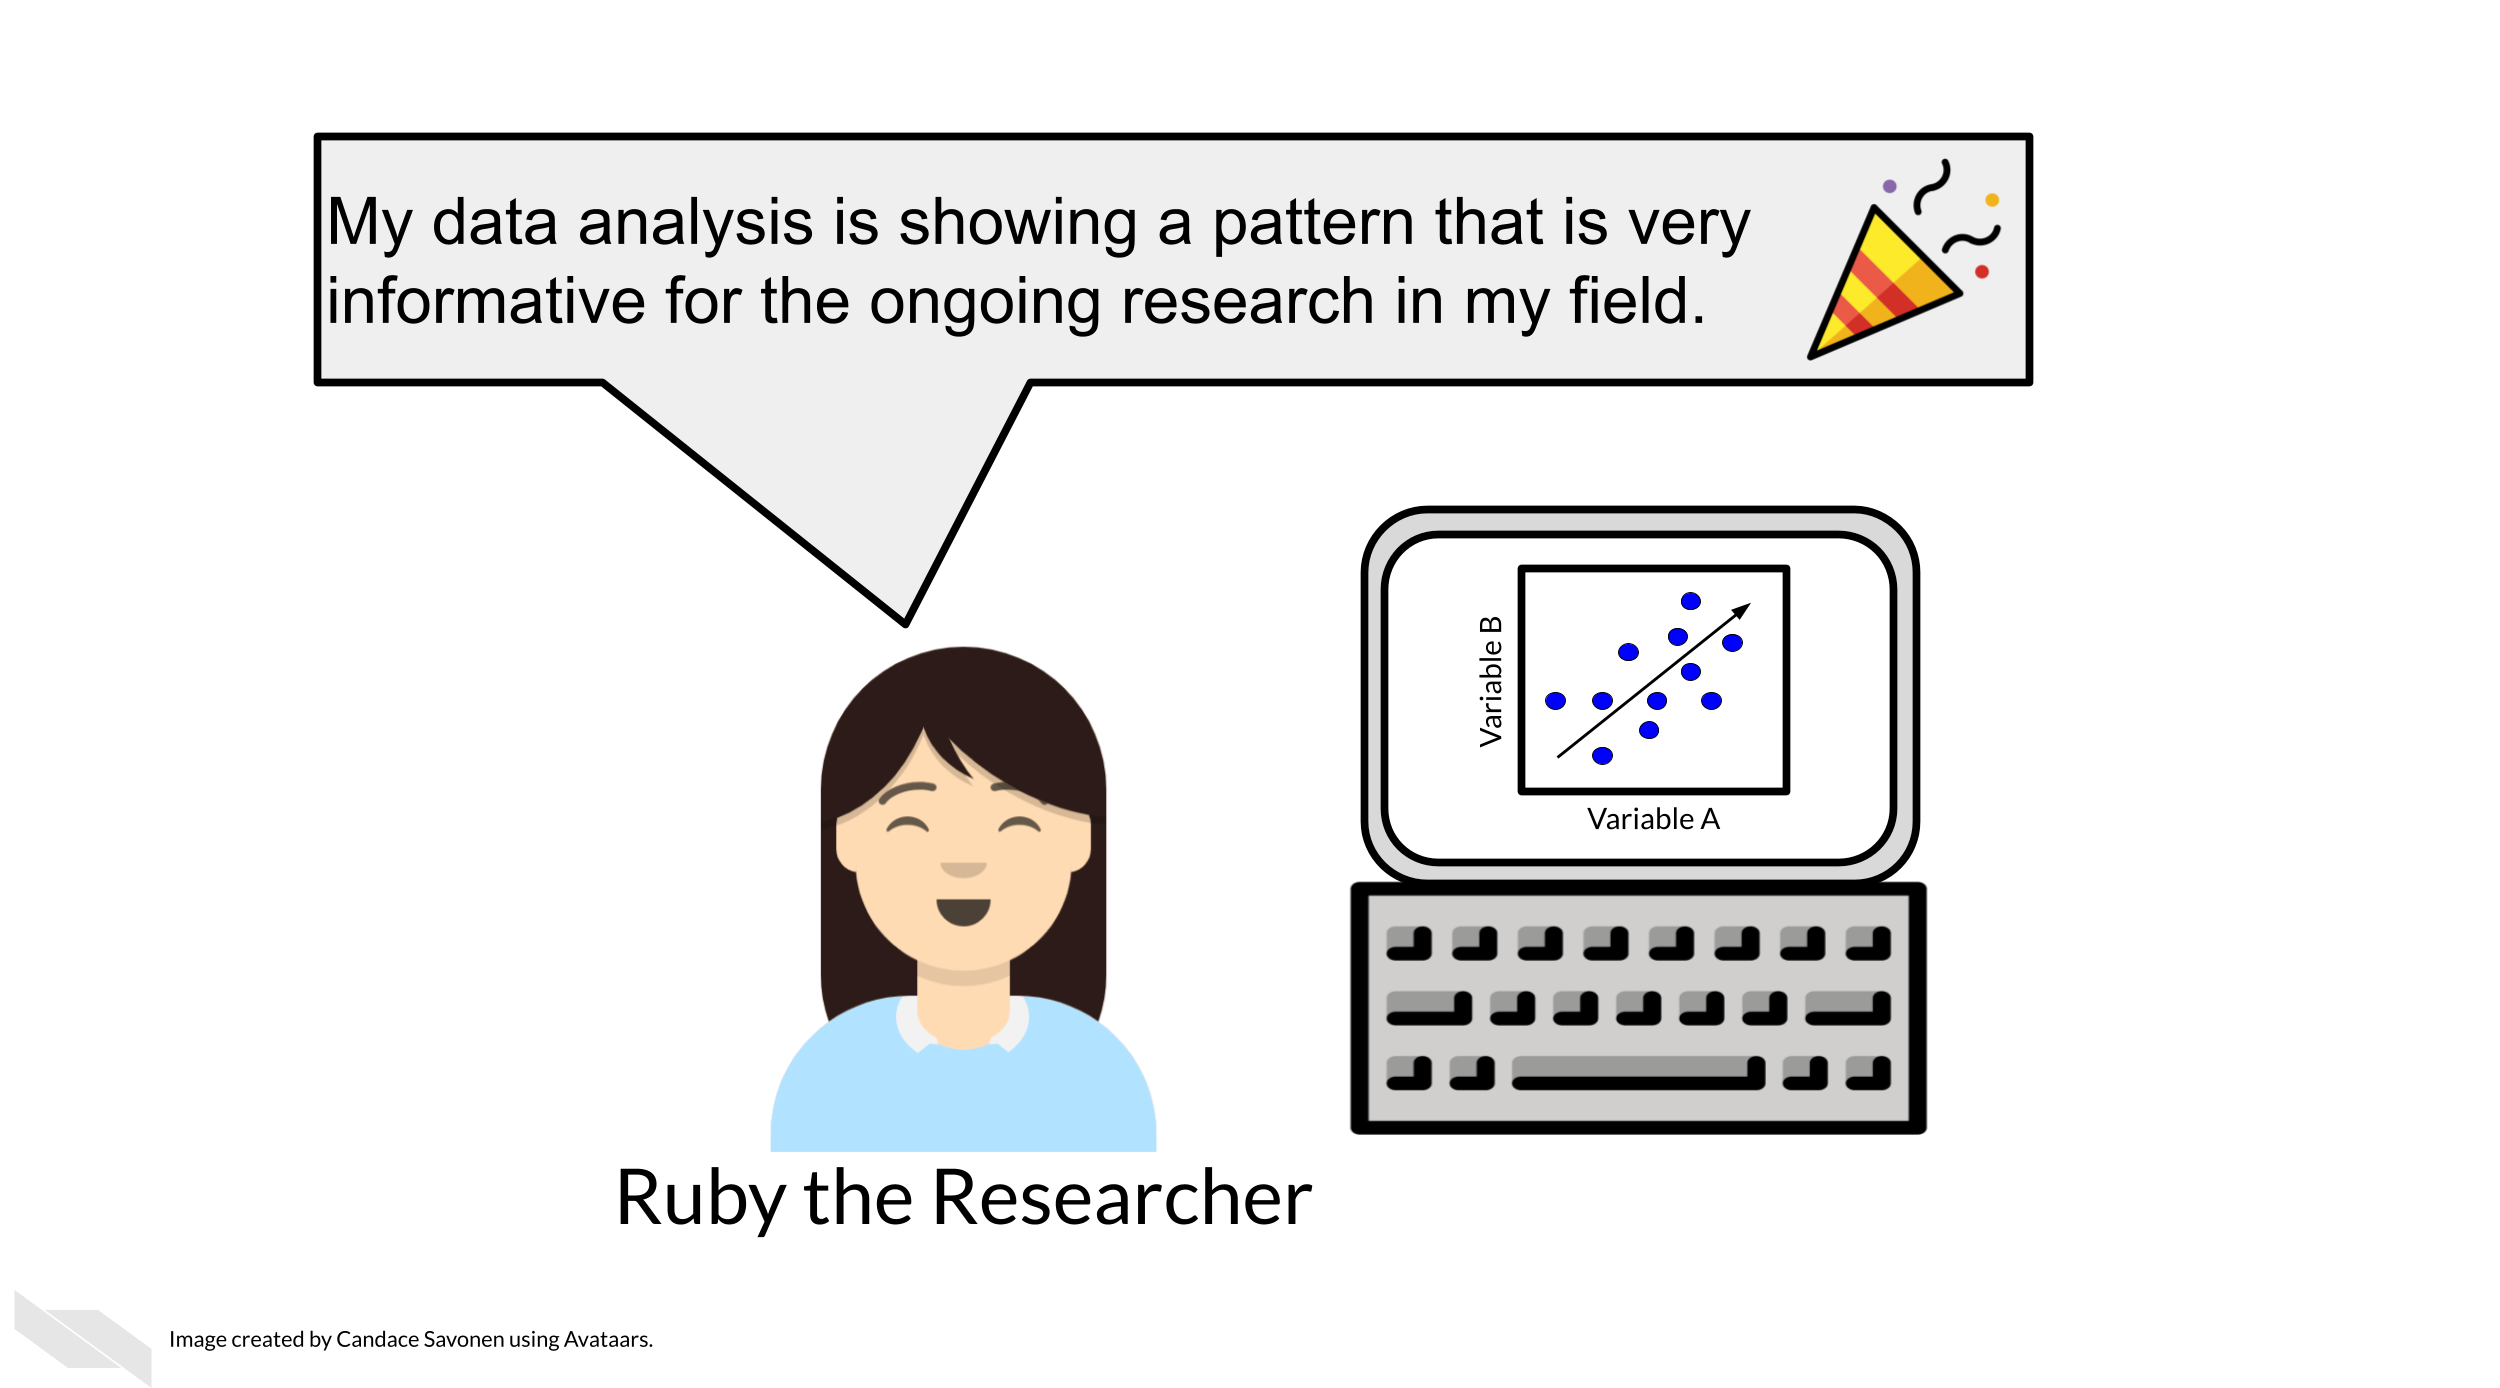 My data analysis is showing a pattern that is very
informative for the ongoing research in my field.
Variable B
Variable A
Ruby the Researcher
Image created by Candace Savonen using Avataars.